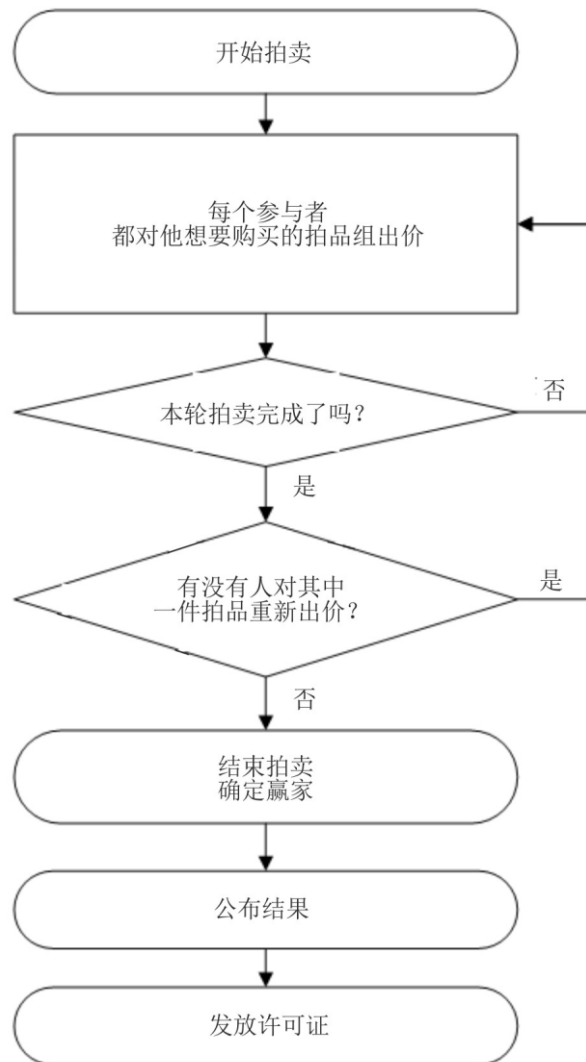 开始拍卖
每个参与者
都对他想要购买的拍品组出价
本轮拍卖完成了吗？
否
是
有没有人对其中
一件拍品重新出价？
是
否
结束拍卖
确定赢家
公布结果
发放许可证